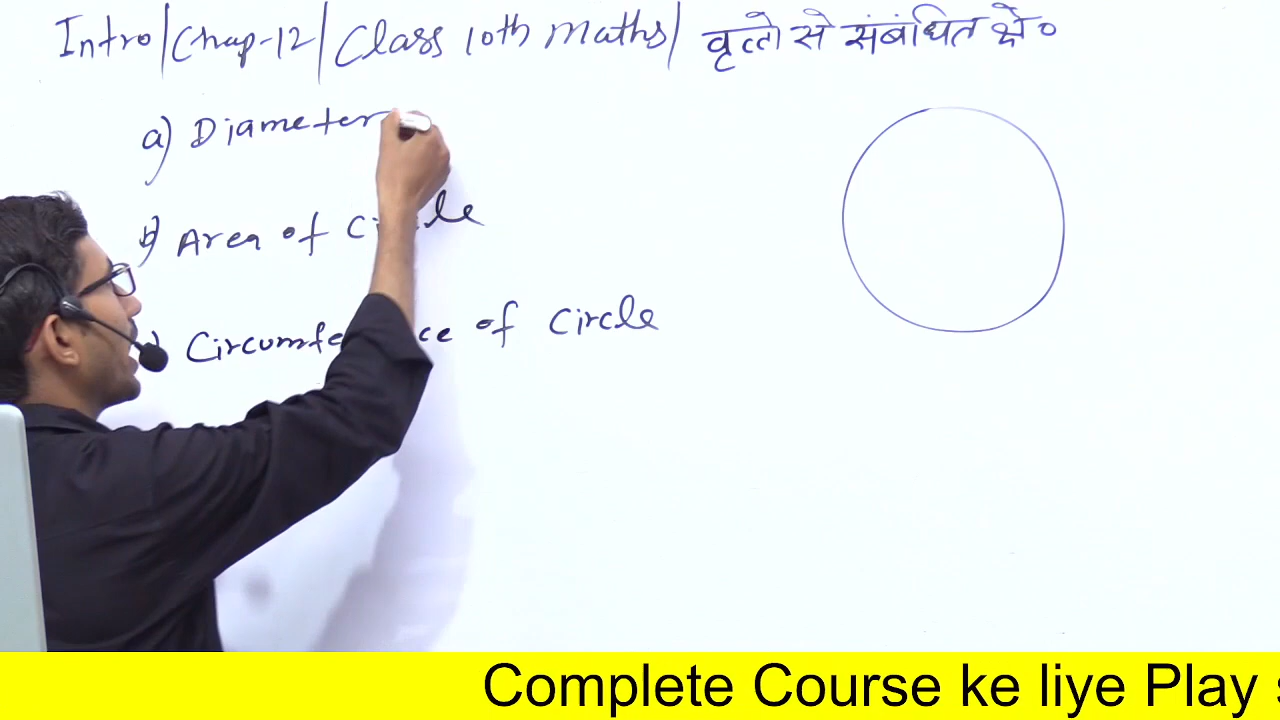 Intro/Chap-12/Class 10th Maths/ वृत्तो से संबंधित क्षे०
a) Diameter
b) Area of Circle
Circumference of Circle
Complete Course ke liye Play